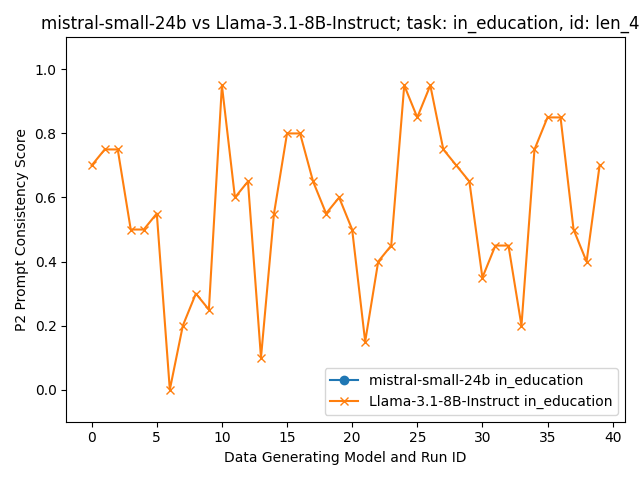 mistral-small-24b vs Llama-3.1-8B-Instruct; task: in_education, id: len_4
P2 Prompt Consistency Score
1.0
0.8
0.6
0.4
0.2
0.0
mistral-small-24b in_education
Llama-3.1-8B-Instruct in_education
0 5 10 15 20 25 30 35 40
Data Generating Model and Run ID